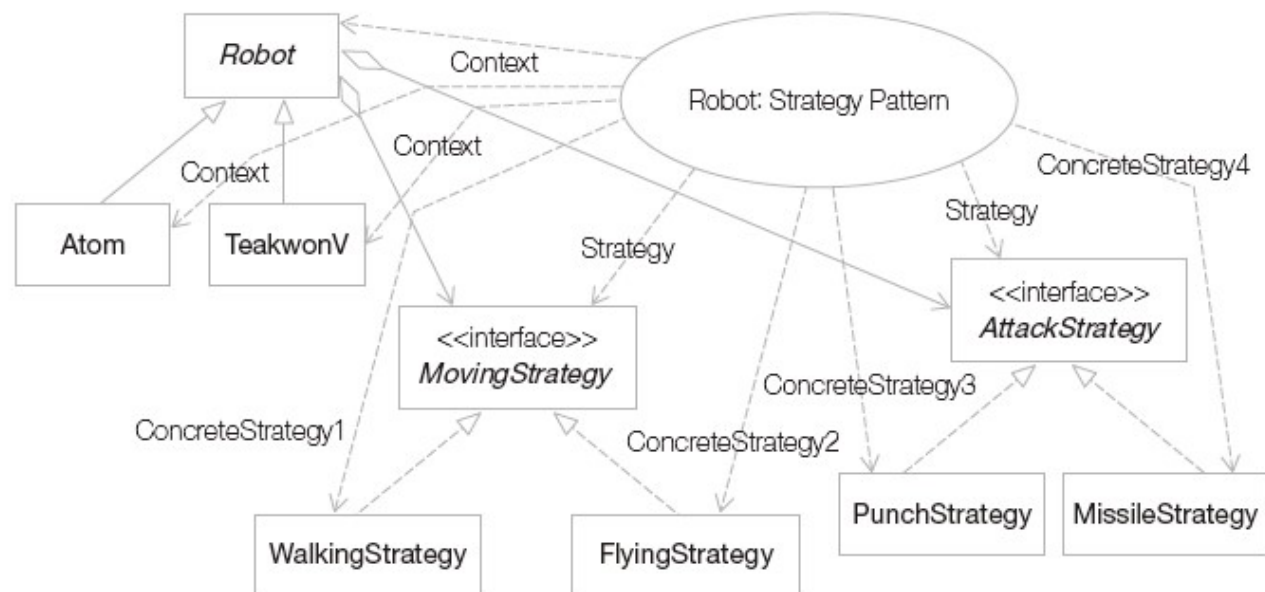 Robot
Context
Robot: Strategy Pattern
Context
Context
ConcreteStrategy4
Atom
TeakwonV
Strategy
Strategy
<<interface>>
AttackStrategy
<<interface>>
MovingStrategy
ConcreteStrategy3
ConcreteStrategy1
ConcreteStrategy2
PunchStrategy
MissileStrategy
WalkingStrategy
FlyingStrategy